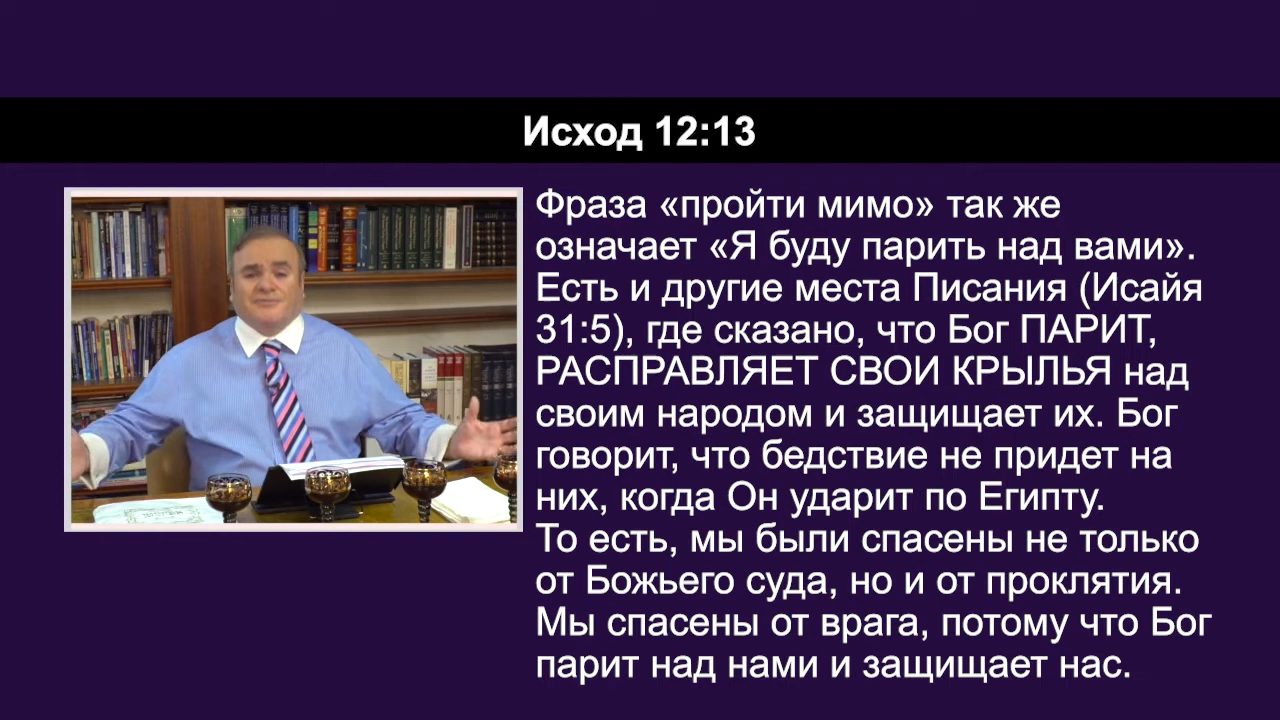 Исход 12:13
Фраза «пройти мимо» так же
означает «Я буду парить над вами».
Есть и другие места Писания (Исайя
31:5), где сказано, что Бог ПАРИТ,
РАСПРАВЛЯЕТ СВОИ КРЫЛЬЯ над
своим народом и защищает их. Бог
говорит, что бедствие не придет на
них, когда Он ударит по Египту.
То есть, мы были спасены не только
от Божьего суда, но и от проклятия.
Мы спасены от врага, потому что Бог
парит над нами и защищает нас.